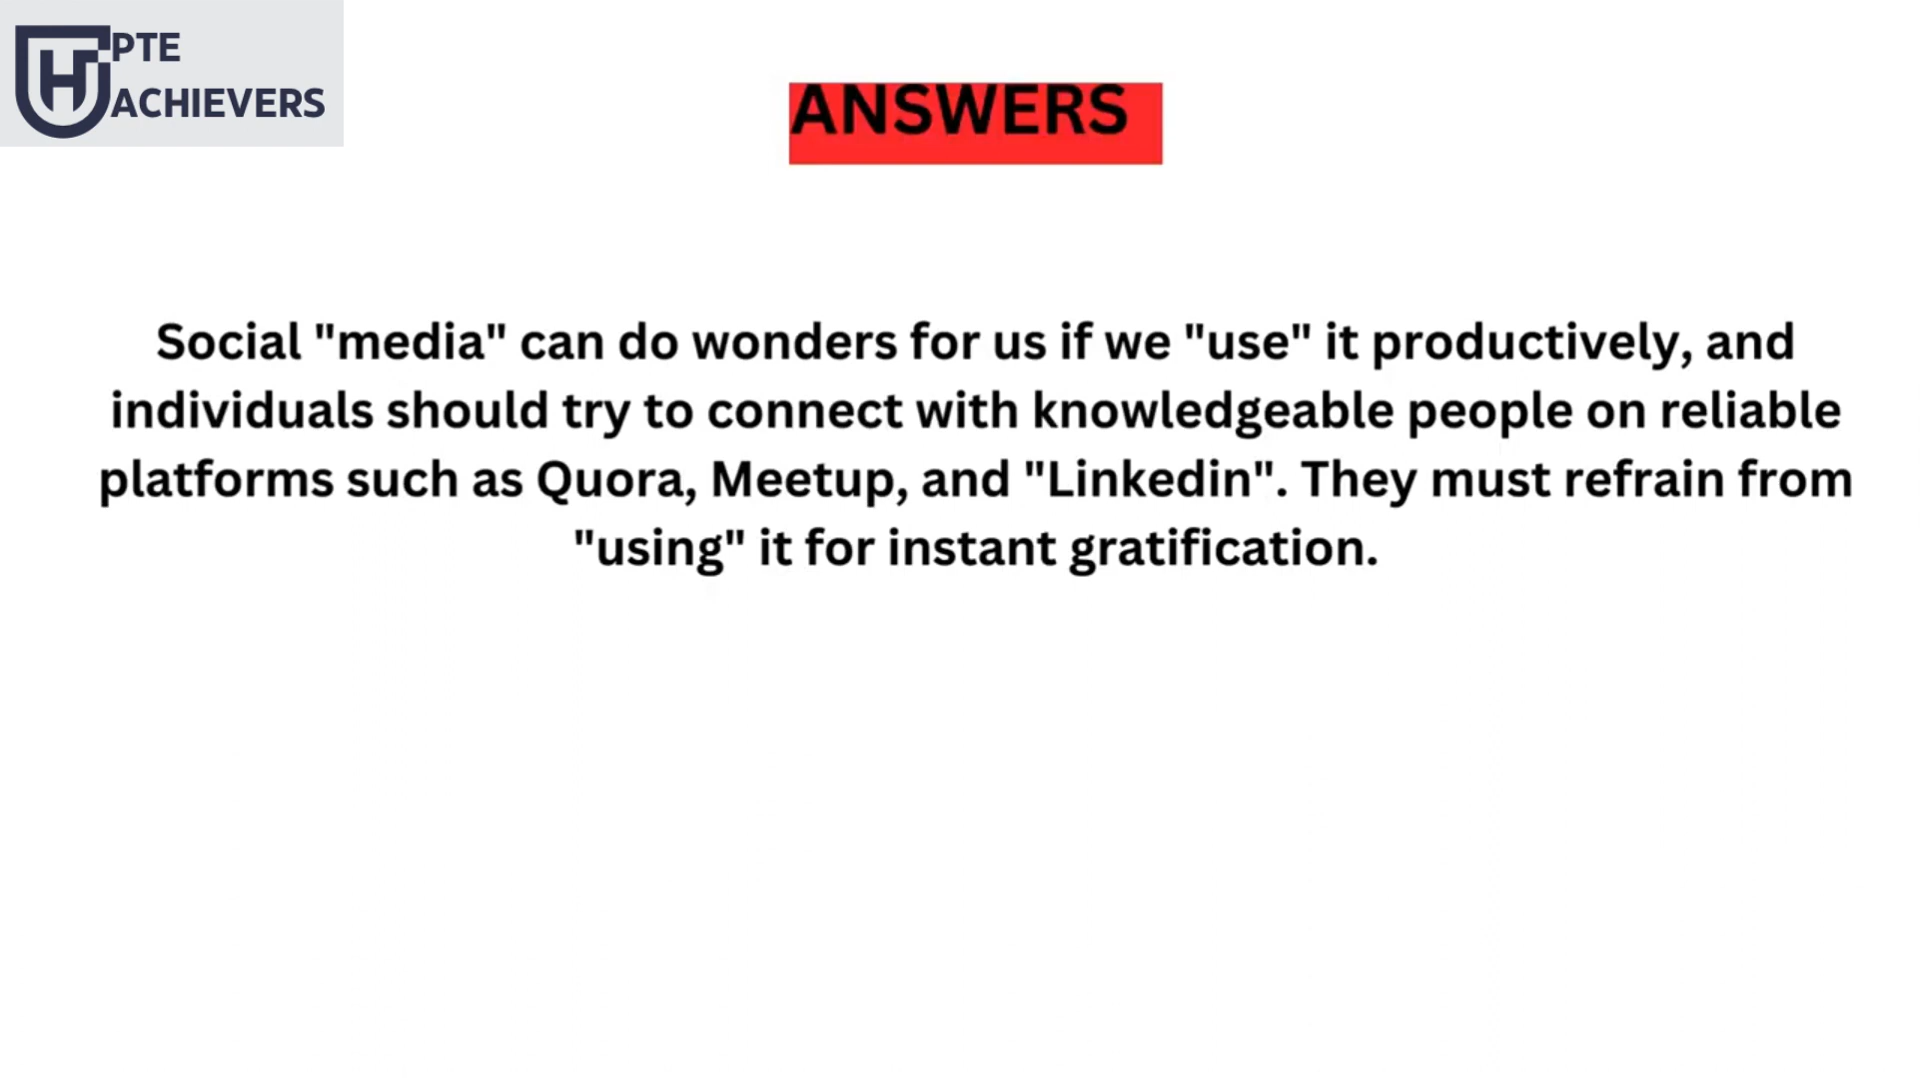 PTE
ACHIEVERS
ANSWERS
Social "media" can do wonders for us if we "use" it productively, and
individuals should try to connect with knowledgeable people on reliable
platforms such as Quora, Meetup, and "Linkedin". They must refrain from
"using" it for instant gratification.